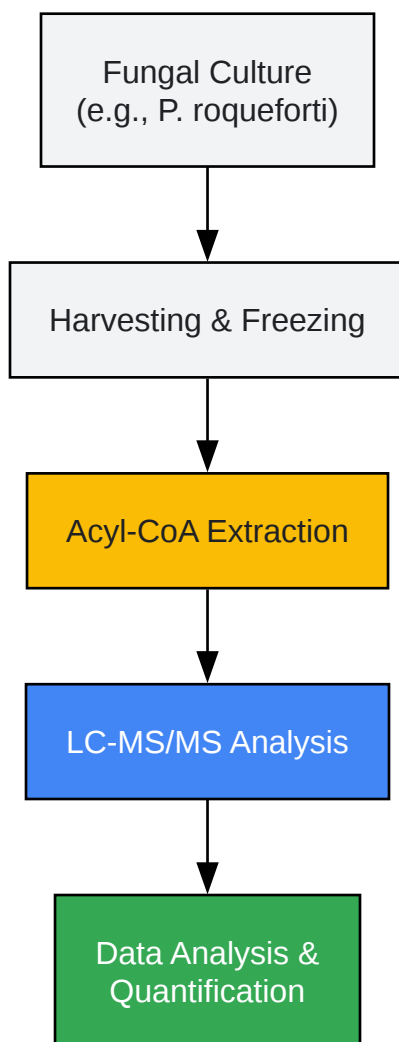 Fungal Culture
(e.g., P. roqueforti)
Harvesting & Freezing
Acyl-CoA Extraction
LC-MS/MS Analysis
Data Analysis &
Quantification